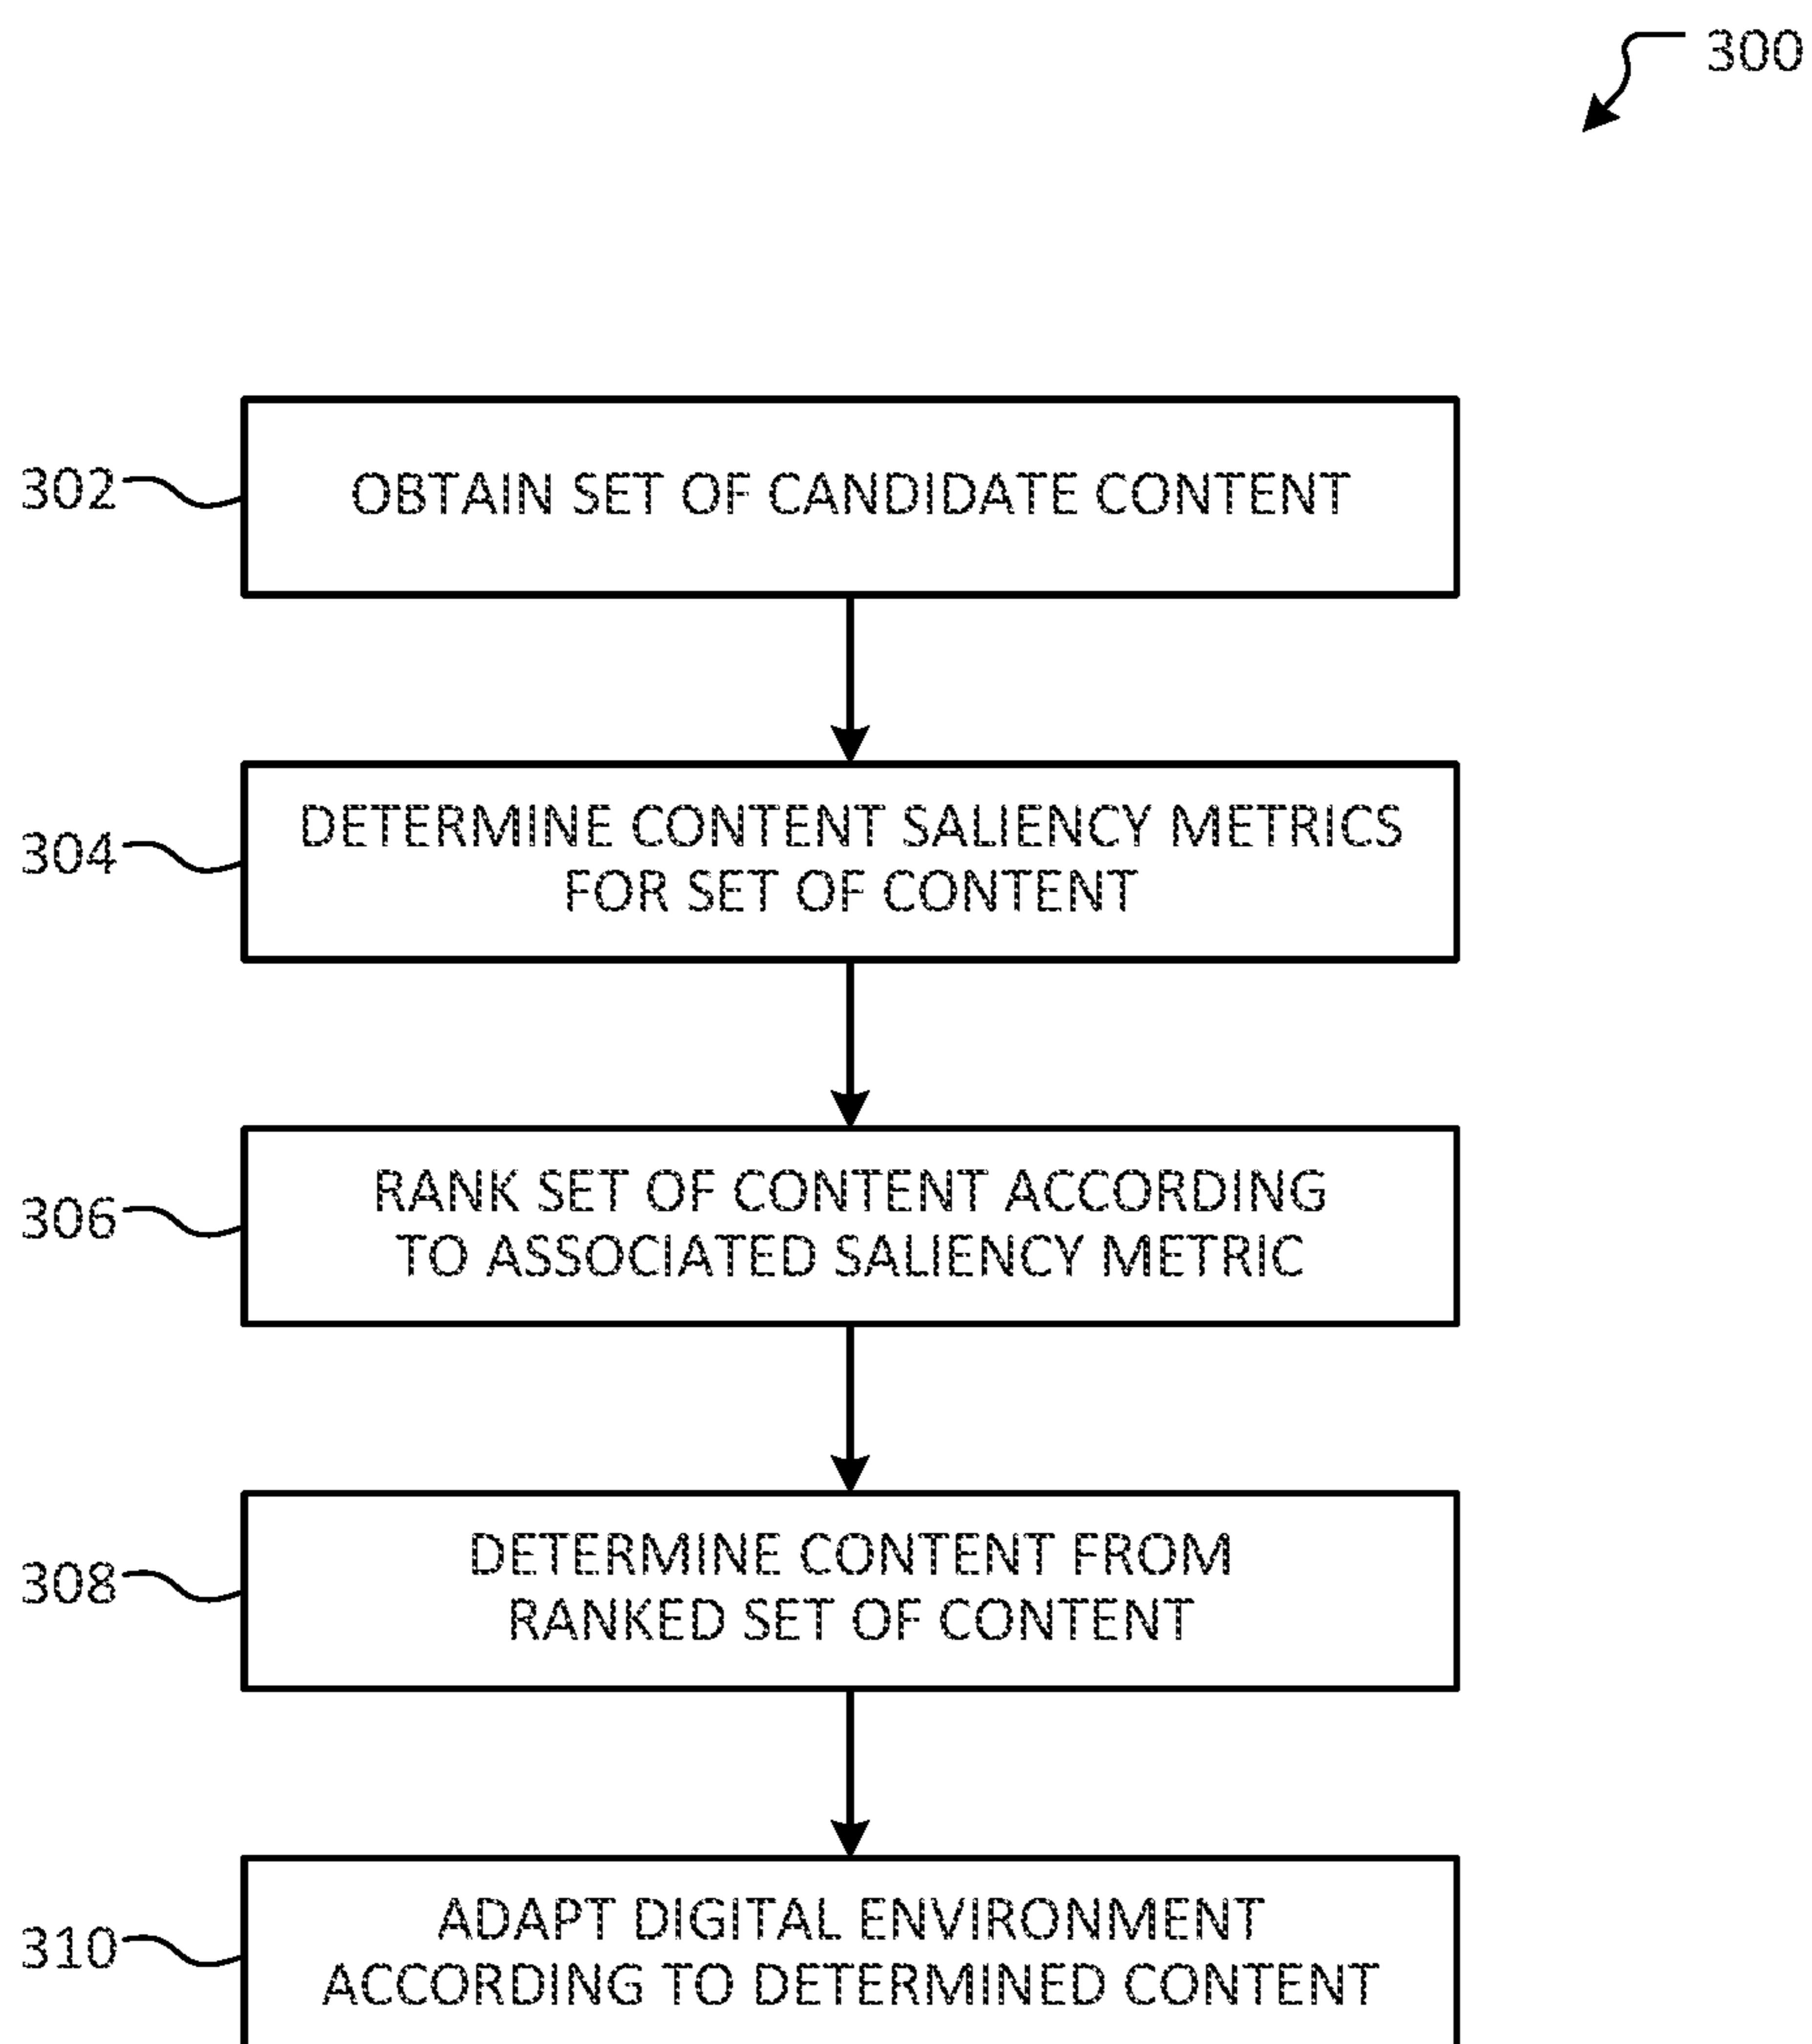 300
302
OBTAIN SET OF CANDIDATE CONTENT
304
DETERMINE CONTENT SALIENCY METRICS
FOR SET OF CONTENT
306
RANK SET OF CONTENT ACCORDING
TO ASSOCIATED SALIENCY METRIC
308
DETERMINE CONTENT FROM
RANKED SET OF CONTENT
310
ADAPT DIGITAL ENVIRONMENT
ACCORDING TO DETERMINED CONTENT